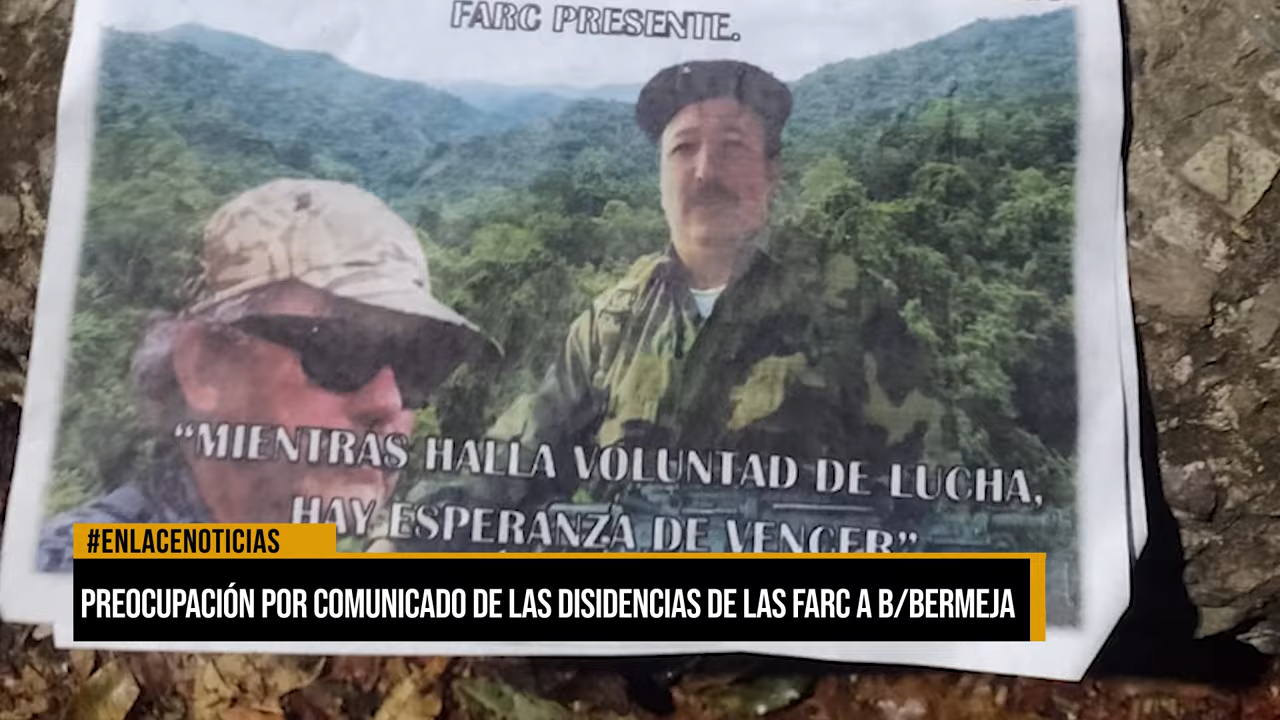 FARC PRESENTE.
“MIENTRAS HALLA VOLUNTAD DE LUCHA,
HAY ESPERANZA DE VENCER”
#ENLACENOTICIAS
PREOCUPACIÓN POR COMUNICADO DE LAS DISIDENCIAS DE LAS FARC A B/BERMEJA